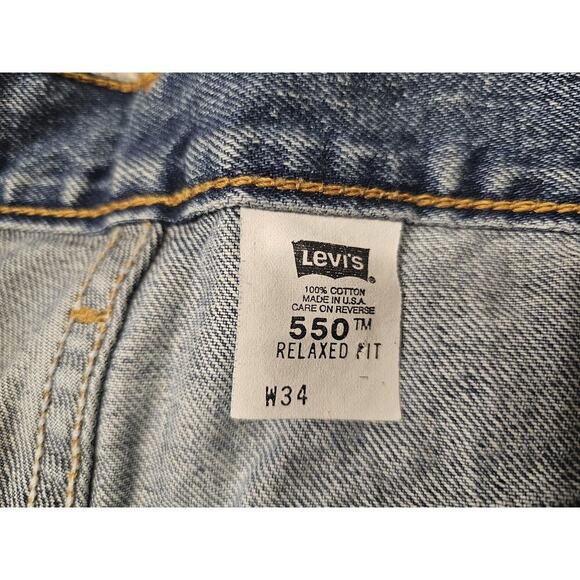 Levi's
100% COTTON
MADE IN U.S.A.
CARE ON REVERSE
550™
RELAXED FIT
W34